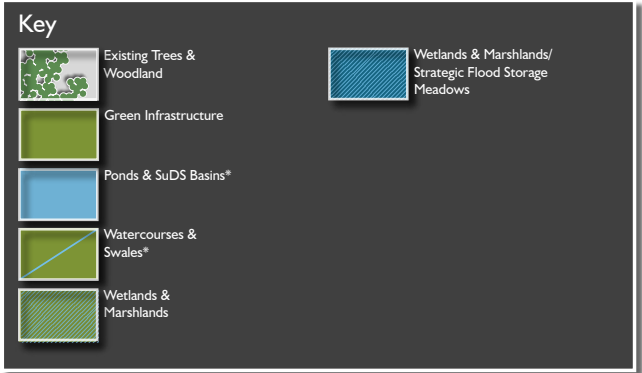 Key
Existing Trees &
Woodland
Green Infrastructure
Ponds & SuDS Basins*
Watercourses &
Swales*
Wetlands &
Marshlands
Wetlands & Marshlands/
Strategic Flood Storage
Meadows